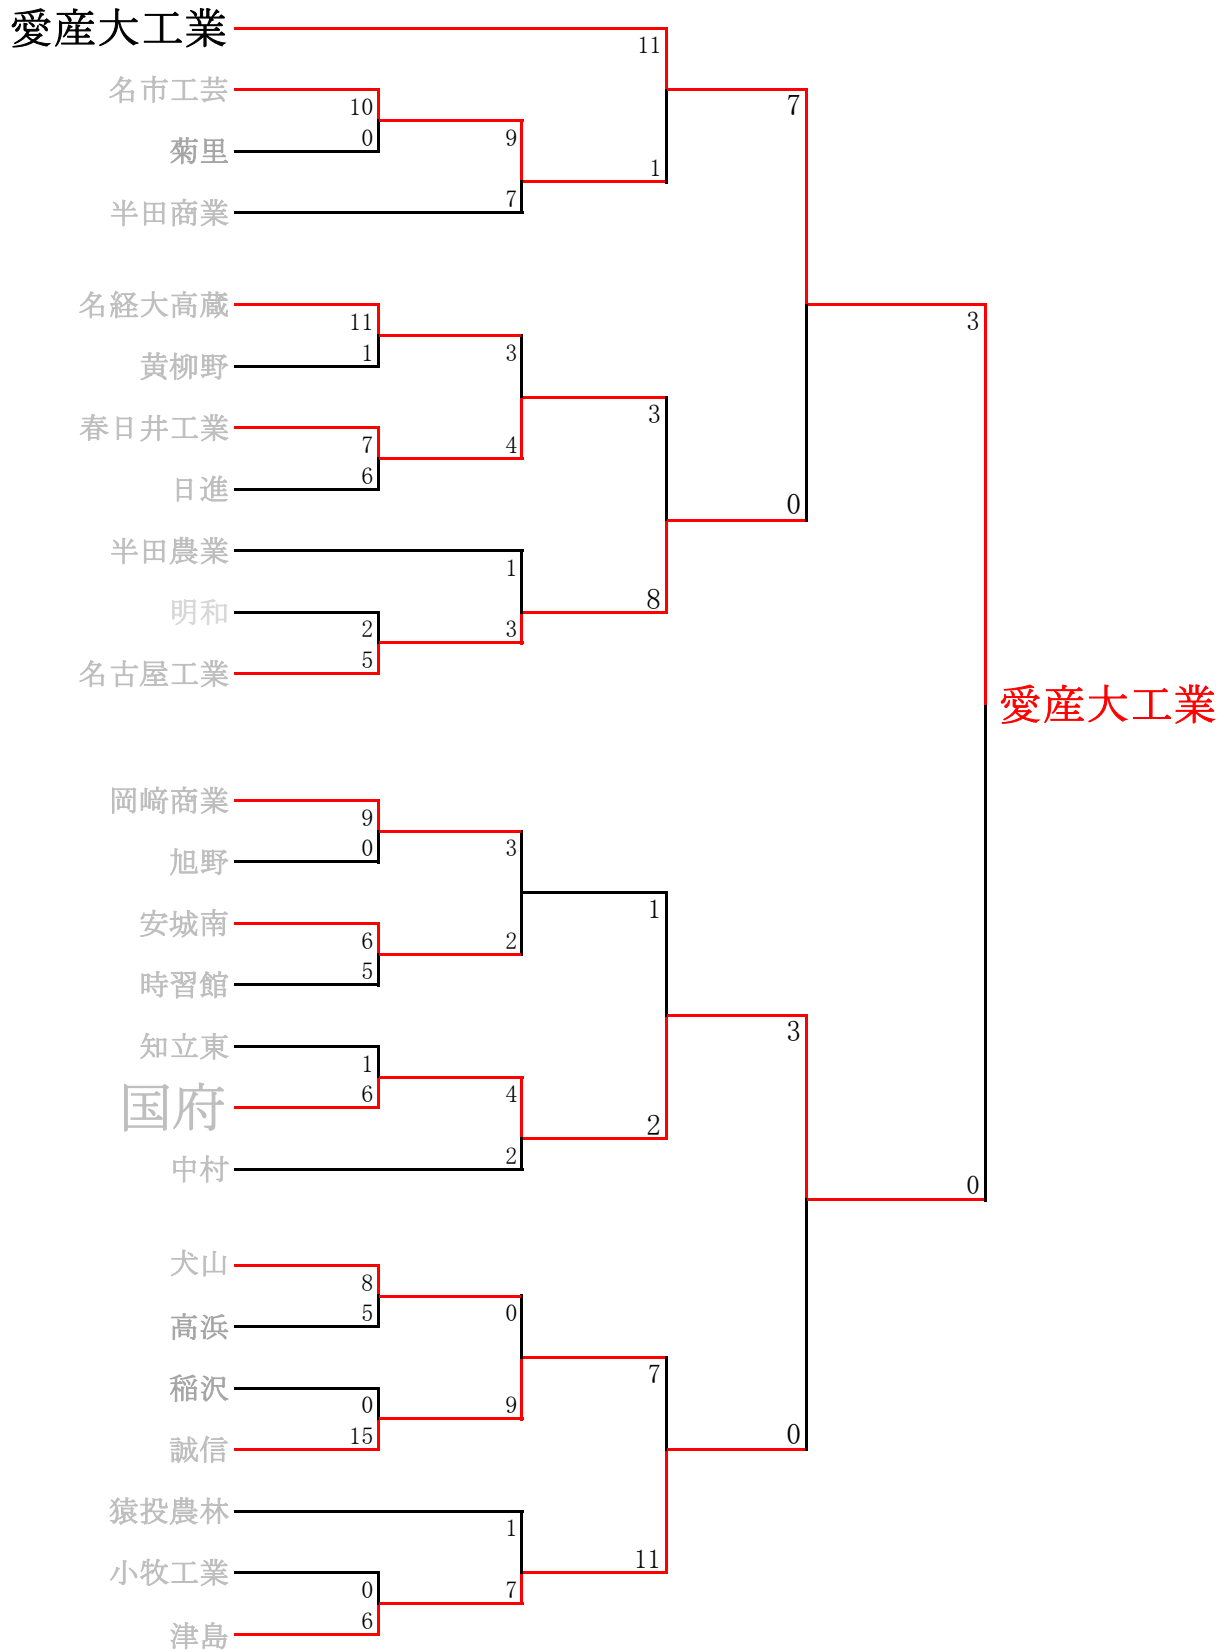 愛産大工業
11
名市工芸
7
10
9
0
菊里
1
7
半田商業
名経大高蔵
11
3
3
1
黄柳野
3
春日井工業
7
4
6
日進
0
半田農業
1
8
明和
2
3
5
名古屋工業
愛産大工業
岡﨑商業
9
0
3
旭野
1
安城南
6
2
5
時習館
3
知立東
1
6
4
国府
2
2
中村
0
犬山
8
5
0
高浜
7
稲沢
0
9
15
0
誠信
猿投農林
1
11
小牧工業
0
7
6
津島